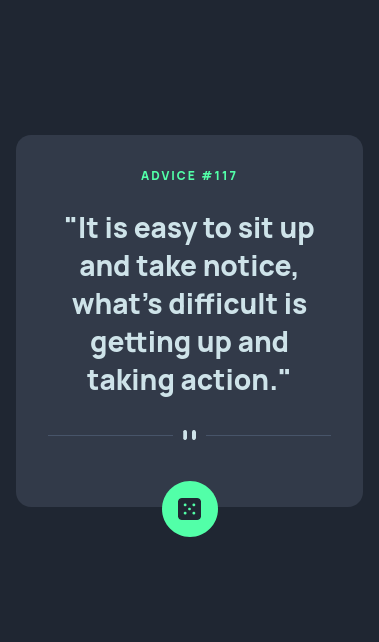 ADVICE #117
"It is easy to sit up
and take notice,
what's difficult is
getting up and
taking action."